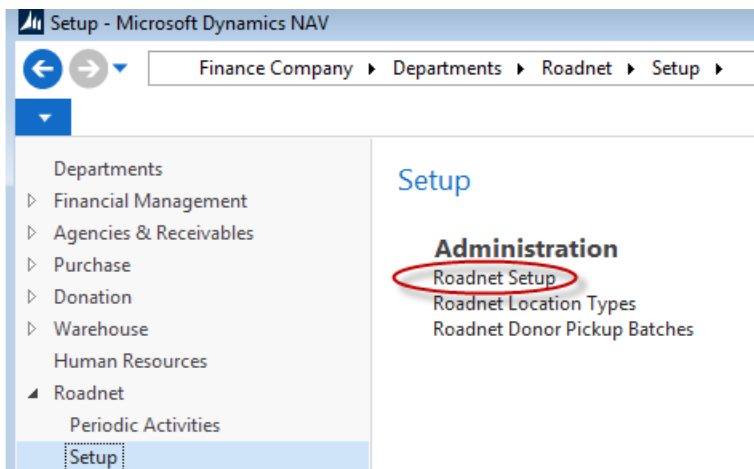 Setup - Microsoft Dynamics NAV
Finance Company Departments Roadnet Setup
Departments
Financial Management
Agencies & Receivables
Purchase
Donation
Warehouse
Human Resources
Roadnet
Periodic Activities
Setup
Setup
Administration
Roadnet Setup
Roadnet Location Types
Roadnet Donor Pickup Batches